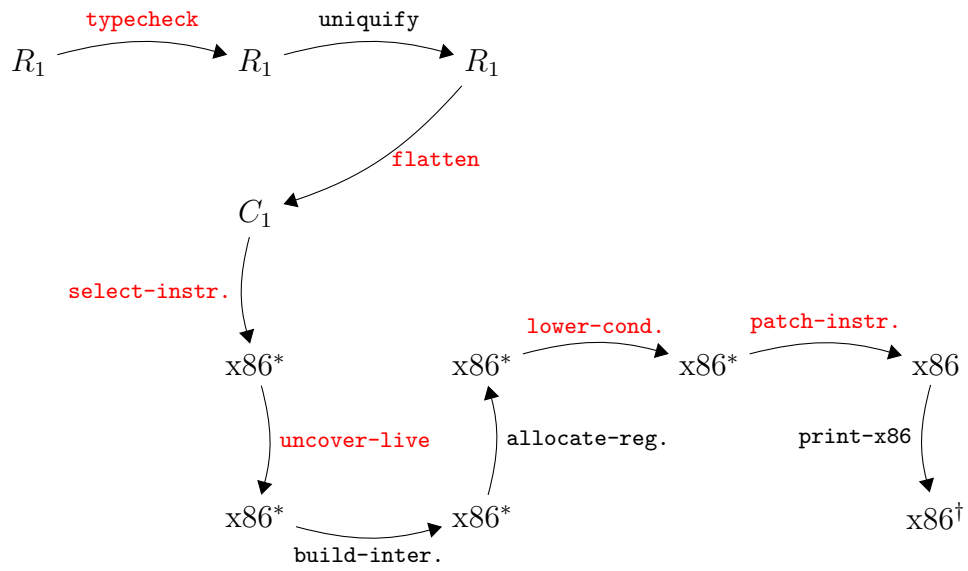 typecheck
uniquify
R₁
R₁
R₁
flatten
C₁
select-instr.
lower-cond.
patch-instr.
x86*
x86*
x86*
x86
uncover-live
allocate-reg.
print-x86
x86*
x86*
x86†
build-inter.